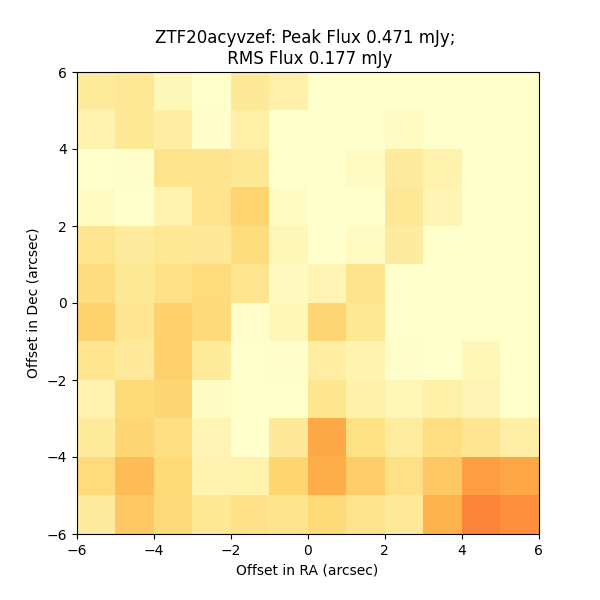 ZTF20acyvzef: Peak Flux 0.471 mJy;
RMS Flux 0.177 mJy
6
4
2
0
−2
−4
−6
Offset in Dec (arcsec)
−6 −4 −2 0 2 4 6
Offset in RA (arcsec)